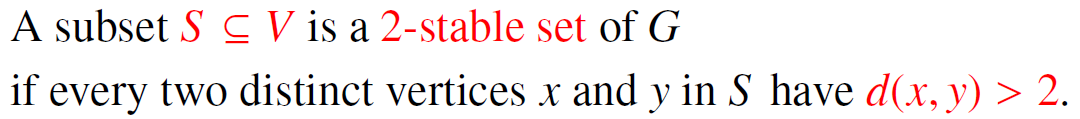 A subset S ⊆ V is a 2-stable set of G
if every two distinct vertices x and y in S have d(x, y) > 2.